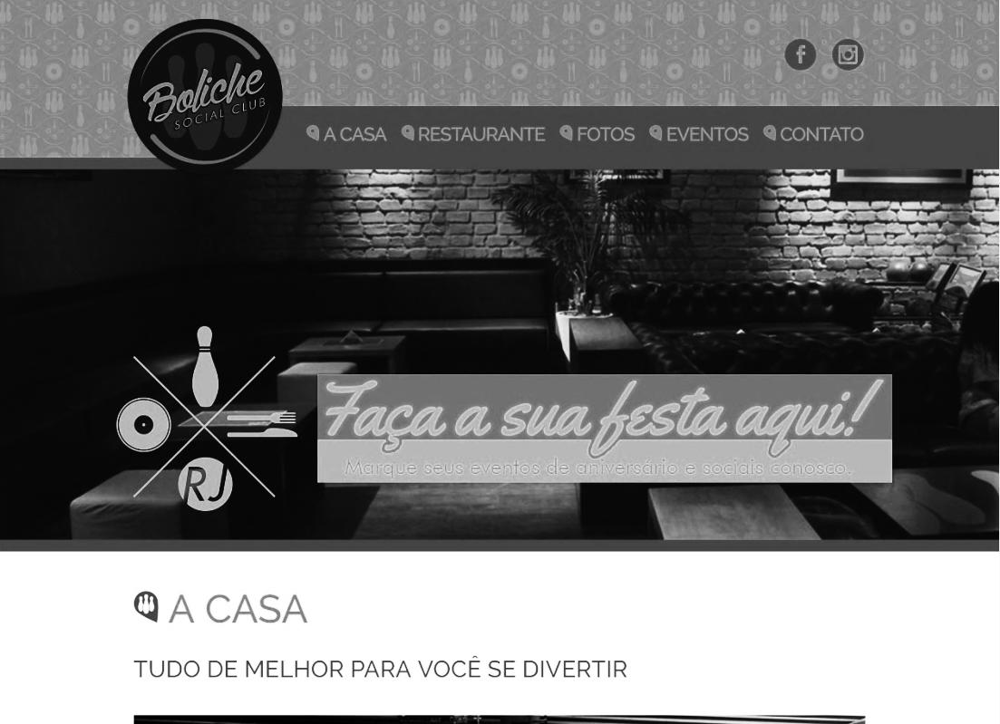 Boliche
SOCIAL CLUB
A CASA
RESTAURANTE
FOTOS
EVENTOS
CONTATO
RJ
Faça a sua festa aqui!
Marque seus eventos de aniversário e sociais conosco.
A CASA
TUDO DE MELHOR PARA VOCÊ SE DIVERTIR